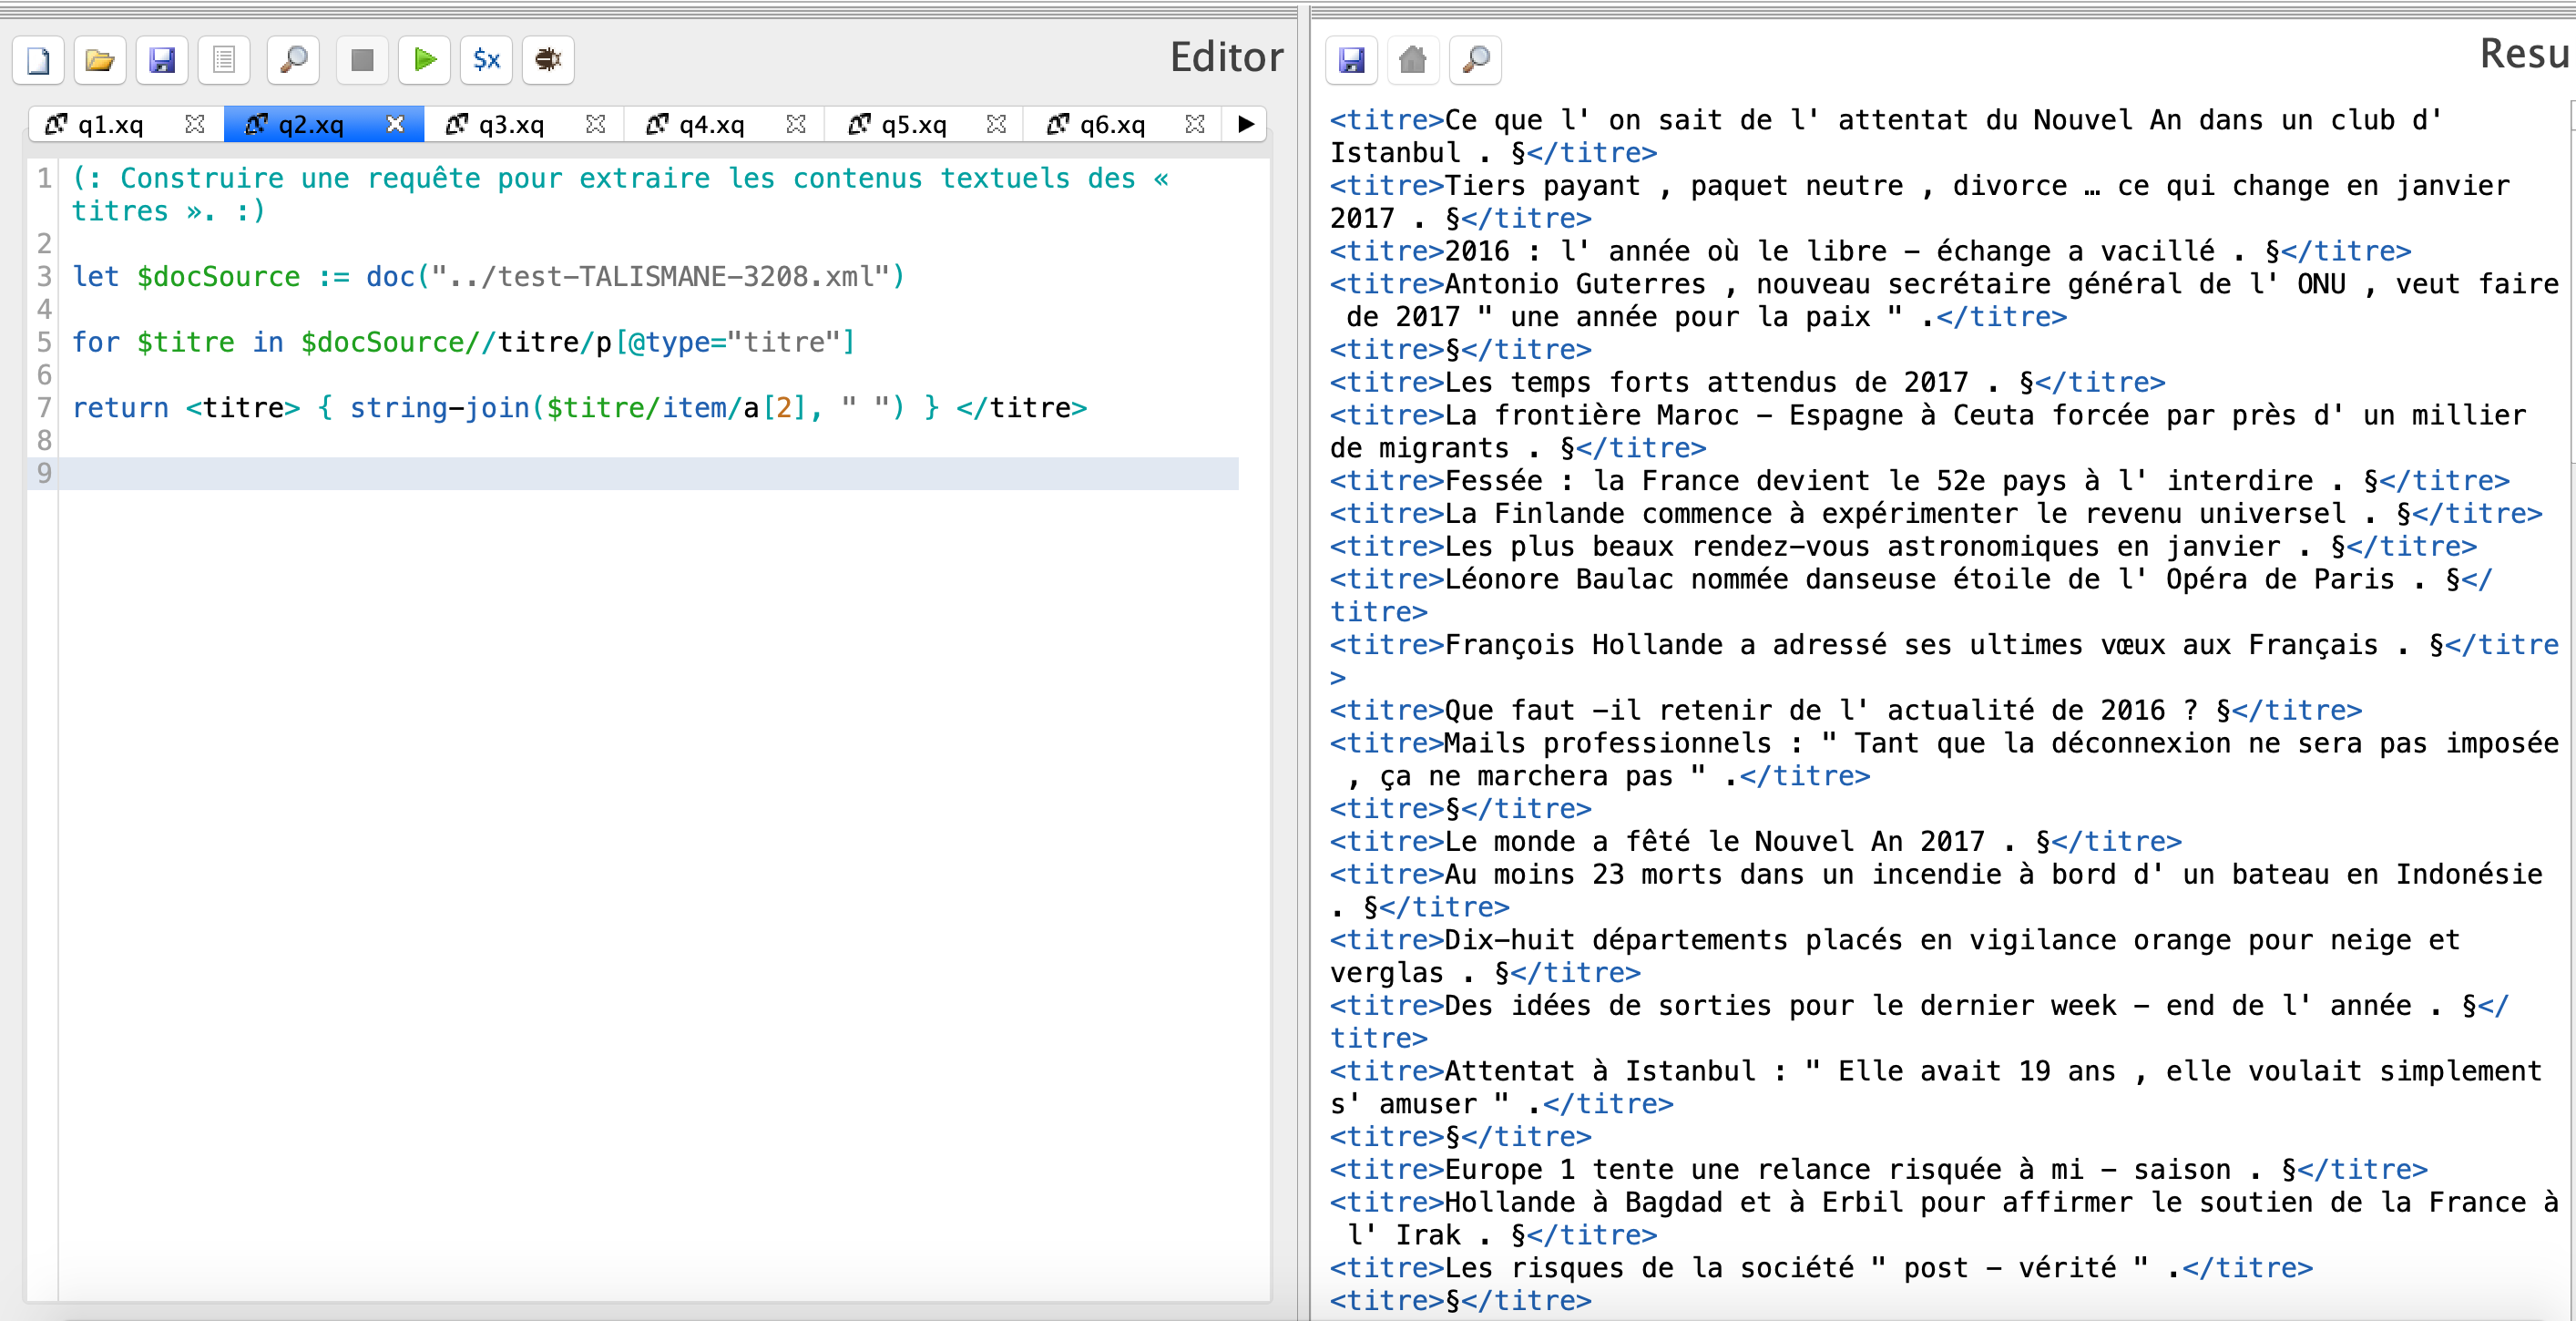 Editor
$x
q1.xq q2.xq q3.xq q4.xq q5.xq q6.xq
1 (: Construire une requête pour extraire les contenus textuels des «
titres ». :)
2
3 let $docSource := doc("../test-TALISMANE-3208.xml")
4
5 for $titre in $docSource//titre/p[@type="titre"]
6
7 return <titre> { string-join($titre/item/a[2], " ") } </titre>
8
9
Resu
<titre>Ce que l' on sait de l' attentat du Nouvel An dans un club d'
Istanbul . §</titre>
<titre>Tiers payant , paquet neutre , divorce … ce qui change en janvier
2017 . §</titre>
<titre>2016 : l' année où le libre - échange a vacillé . §</titre>
<titre>Antonio Guterres , nouveau secrétaire général de l' ONU , veut faire
de 2017 " une année pour la paix " .</titre>
<titre>§</titre>
<titre>Les temps forts attendus de 2017 . §</titre>
<titre>La frontière Maroc - Espagne à Ceuta forcée par près d' un millier
de migrants . §</titre>
<titre>Fessée : la France devient le 52e pays à l' interdire . §</titre>
<titre>La Finlande commence à expérimenter le revenu universel . §</titre>
<titre>Les plus beaux rendez-vous astronomiques en janvier . §</titre>
<titre>Léonore Baulac nommée danseuse étoile de l' Opéra de Paris . §</
titre>
<titre>François Hollande a adressé ses ultimes vœux aux Français . §</titre
>
<titre>Que faut -il retenir de l' actualité de 2016 ? §</titre>
<titre>Mails professionnels : " Tant que la déconnexion ne sera pas imposée
, ça ne marchera pas " .</titre>
<titre>§</titre>
<titre>Le monde a fêté le Nouvel An 2017 . §</titre>
<titre>Au moins 23 morts dans un incendie à bord d' un bateau en Indonésie
. §</titre>
<titre>Dix-huit départements placés en vigilance orange pour neige et
verglas . §</titre>
<titre>Des idées de sorties pour le dernier week - end de l' année . §</
titre>
<titre>Attentat à Istanbul : " Elle avait 19 ans , elle voulait simplement
s' amuser " .</titre>
<titre>§</titre>
<titre>Europe 1 tente une relance risquée à mi - saison . §</titre>
<titre>Hollande à Bagdad et à Erbil pour affirmer le soutien de la France à
l' Irak . §</titre>
<titre>Les risques de la société " post - vérité " .</titre>
<titre>§</titre>